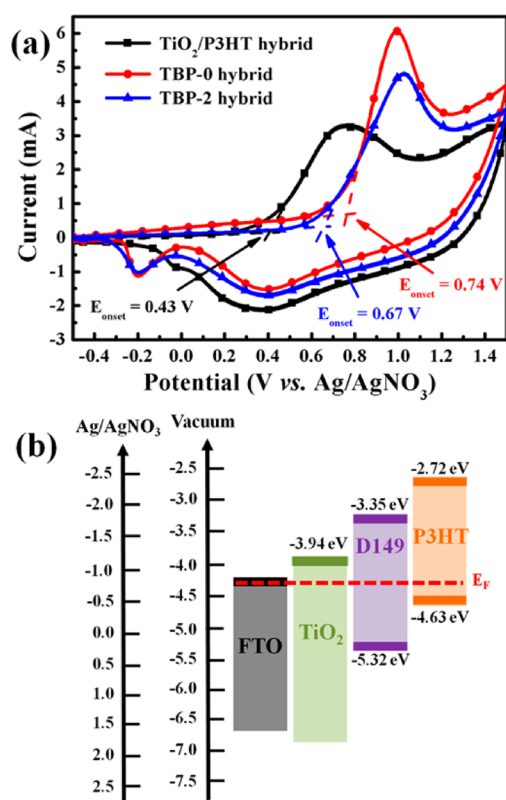 (a)
TiO₂/P3HT hybrid
TBP-0 hybrid
TBP-2 hybrid
Current (mA)
6
5
4
3
2
1
0
-1
-2
-3
E_onset = 0.43 V
E_onset = 0.67 V
E_onset = 0.74 V
-0.4 -0.2 0.0 0.2 0.4 0.6 0.8 1.0 1.2 1.4
Potential (V vs. Ag/AgNO₃)
(b)
Ag/AgNO₃
-2.5
-2.0
-1.5
-1.0
-0.5
0.0
0.5
1.0
1.5
2.0
2.5
Vacuum
-2.5
-3.0
-3.5
-4.0
-4.5
-5.0
-5.5
-6.0
-6.5
-7.0
-7.5
FTO
-3.94 eV
TiO₂
-3.35 eV
D149
-5.32 eV
-2.72 eV
P3HT
-4.63 eV
E_F